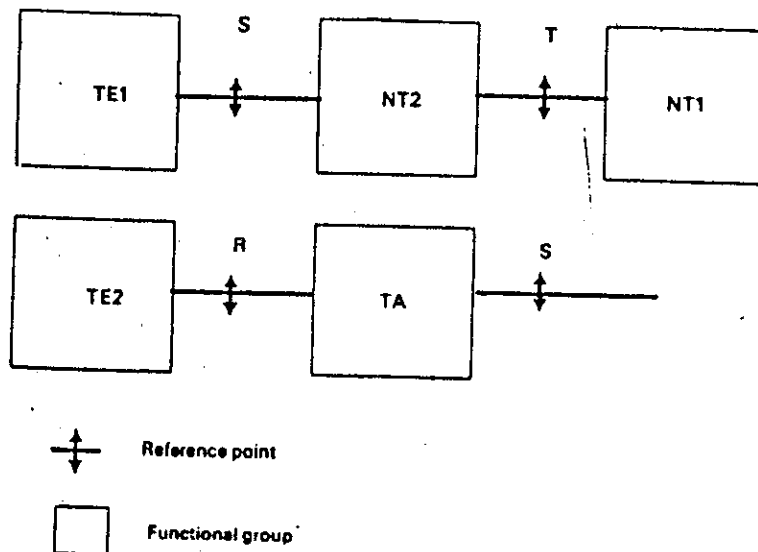 S
T
TE1
NT2
NT1
R
S
TE2
TA
Reference point
Functional group